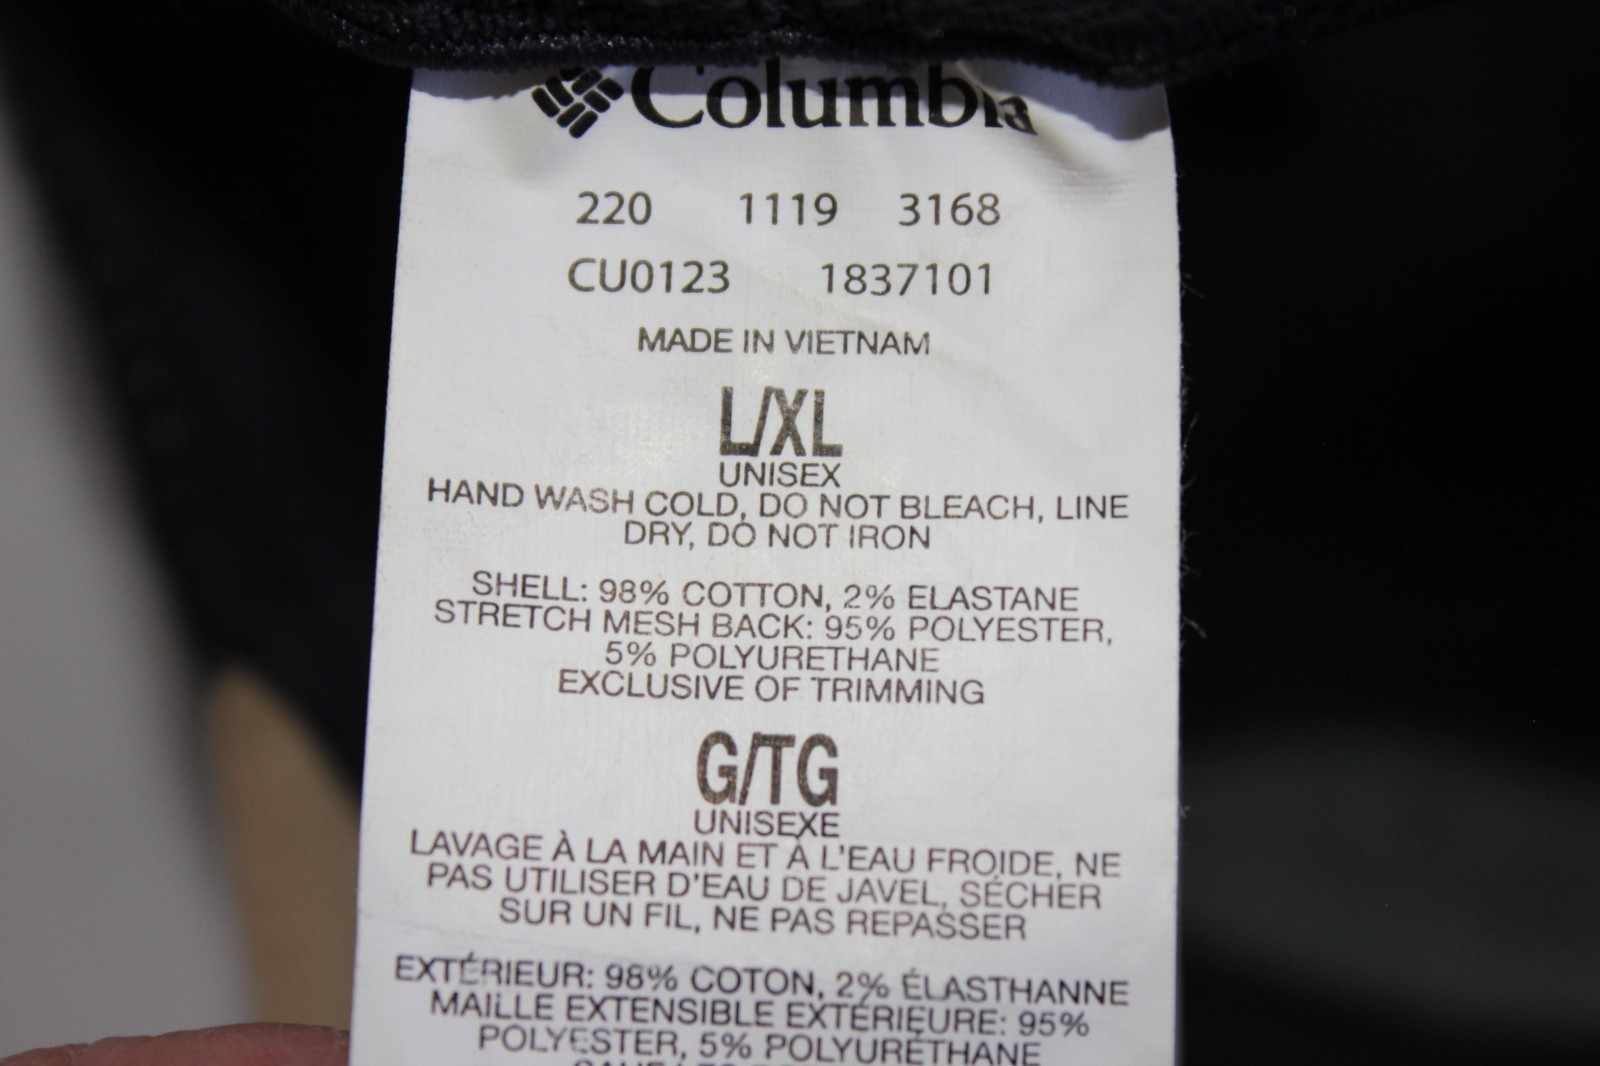 Columbia
220 1119 3168
CU0123 1837101
MADE IN VIETNAM
L/XL
UNISEX
HAND WASH COLD, DO NOT BLEACH, LINE
DRY, DO NOT IRON
SHELL: 98% COTTON, 2% ELASTANE
STRETCH MESH BACK: 95% POLYESTER,
5% POLYURETHANE
EXCLUSIVE OF TRIMMING
G/TG
UNISEXE
LAVAGE À LA MAIN ET À L'EAU FROIDE, NE
PAS UTILISER D'EAU DE JAVEL, SÉCHER
SUR UN FIL, NE PAS REPASSER
EXTÉRIEUR: 98% COTON, 2% ÉLASTHANNE
MAILLE EXTENSIBLE EXTÉRIEURE: 95%
POLYESTER, 5% POLYURÉTHANE